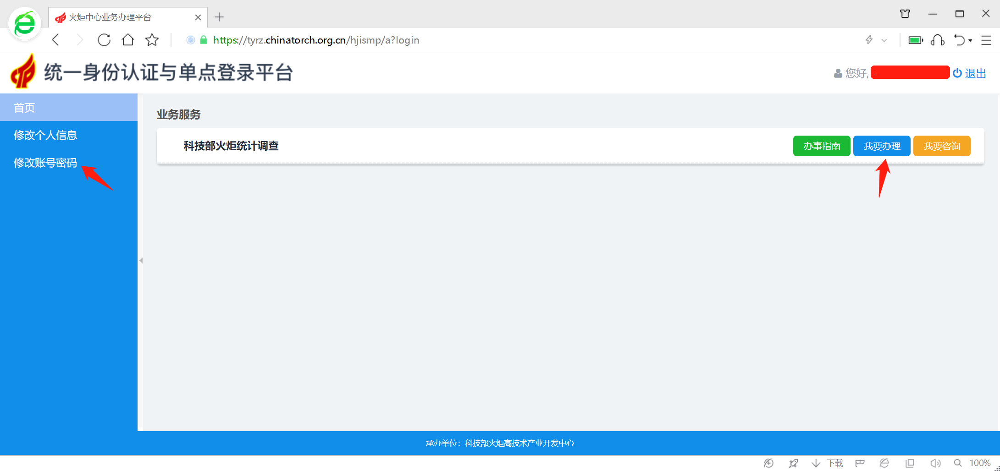 火炬中心业务办理平台
https://tyrz.chinatorch.org.cn/hjismp/a?login
统一身份认证与单点登录平台
您好,
退出
首页
修改个人信息
修改账号密码
业务服务
科技部火炬统计调查
办事指南
我要办理
我要咨询
承办单位：科技部火炬高技术产业开发中心
下载
100%